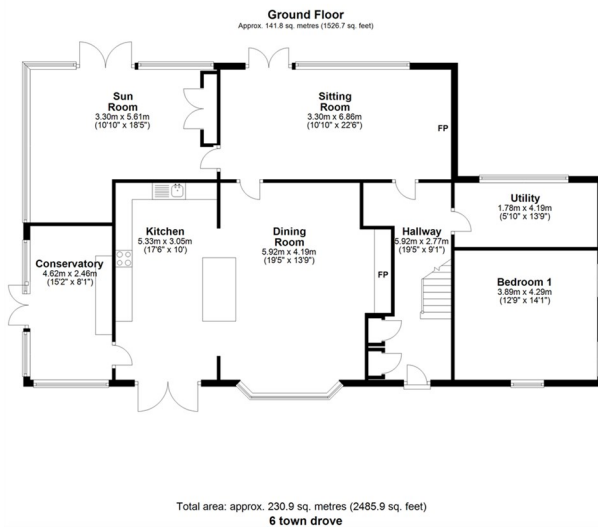 Ground Floor
Approx. 141.8 sq. metres (1526.7 sq. feet)
Sun
Room
3.30m x 5.61m
(10'10" x 18'5")
Sitting
Room
3.30m x 6.86m
(10'10" x 22'6")
FP
Utility
1.78m x 4.19m
(5'10" x 13'9")
Kitchen
5.33m x 3.05m
(17'6" x 10')
Dining
Room
5.92m x 4.19m
(19'5" x 13'9")
Hallway
5.92m x 2.77m
(19'5" x 9'1")
Conservatory
4.62m x 2.46m
(15'2" x 8'1")
FP
Bedroom 1
3.89m x 4.29m
(12'9" x 14'1")
Total area: approx. 230.9 sq. metres (2485.9 sq. feet)
6 town drove